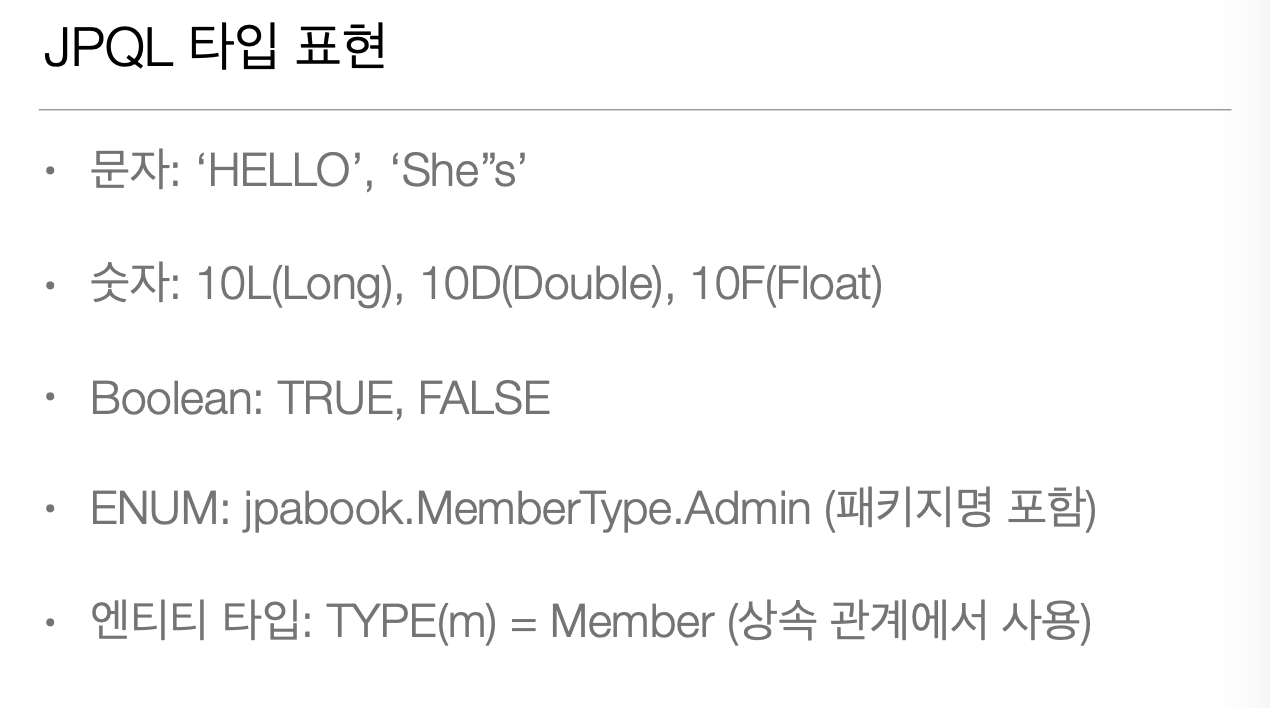 JPQL 타입 표현
• 문자: ‘HELLO’, ‘She’’s’
• 숫자: 10L(Long), 10D(Double), 10F(Float)
• Boolean: TRUE, FALSE
• ENUM: jpabook.MemberType.Admin (패키지명 포함)
• 엔티티 타입: TYPE(m) = Member (상속 관계에서 사용)